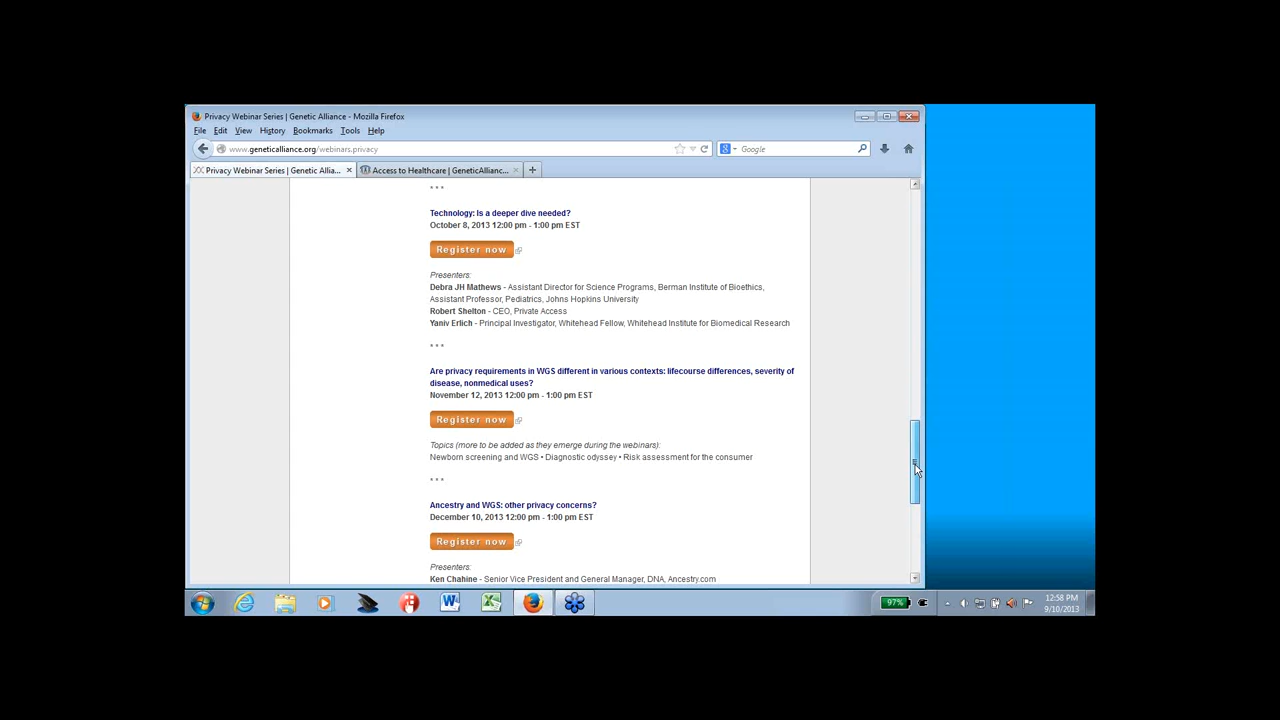 Privacy Webinar Series | Genetic Alliance - Mozilla Firefox
File Edit View History Bookmarks Tools Help
www.geneticalliance.org/webinars.privacy
Google
Privacy Webinar Series | Genetic Allia...
Access to Healthcare | GeneticAllianc...
* * *
Technology: Is a deeper dive needed?
October 8, 2013 12:00 pm - 1:00 pm EST
Register now
Presenters:
Debra JH Mathews - Assistant Director for Science Programs, Berman Institute of Bioethics,
Assistant Professor, Pediatrics, Johns Hopkins University
Robert Shelton - CEO, Private Access
Yaniv Erlich - Principal Investigator, Whitehead Fellow, Whitehead Institute for Biomedical Research
* * *
Are privacy requirements in WGS different in various contexts: lifecourse differences, severity of
disease, nonmedical uses?
November 12, 2013 12:00 pm - 1:00 pm EST
Register now
Topics (more to be added as they emerge during the webinars):
Newborn screening and WGS • Diagnostic odyssey • Risk assessment for the consumer
* * *
Ancestry and WGS: other privacy concerns?
December 10, 2013 12:00 pm - 1:00 pm EST
Register now
Presenters:
Ken Chahine - Senior Vice President and General Manager, DNA, Ancestry.com
97%
12:58 PM
9/10/2013